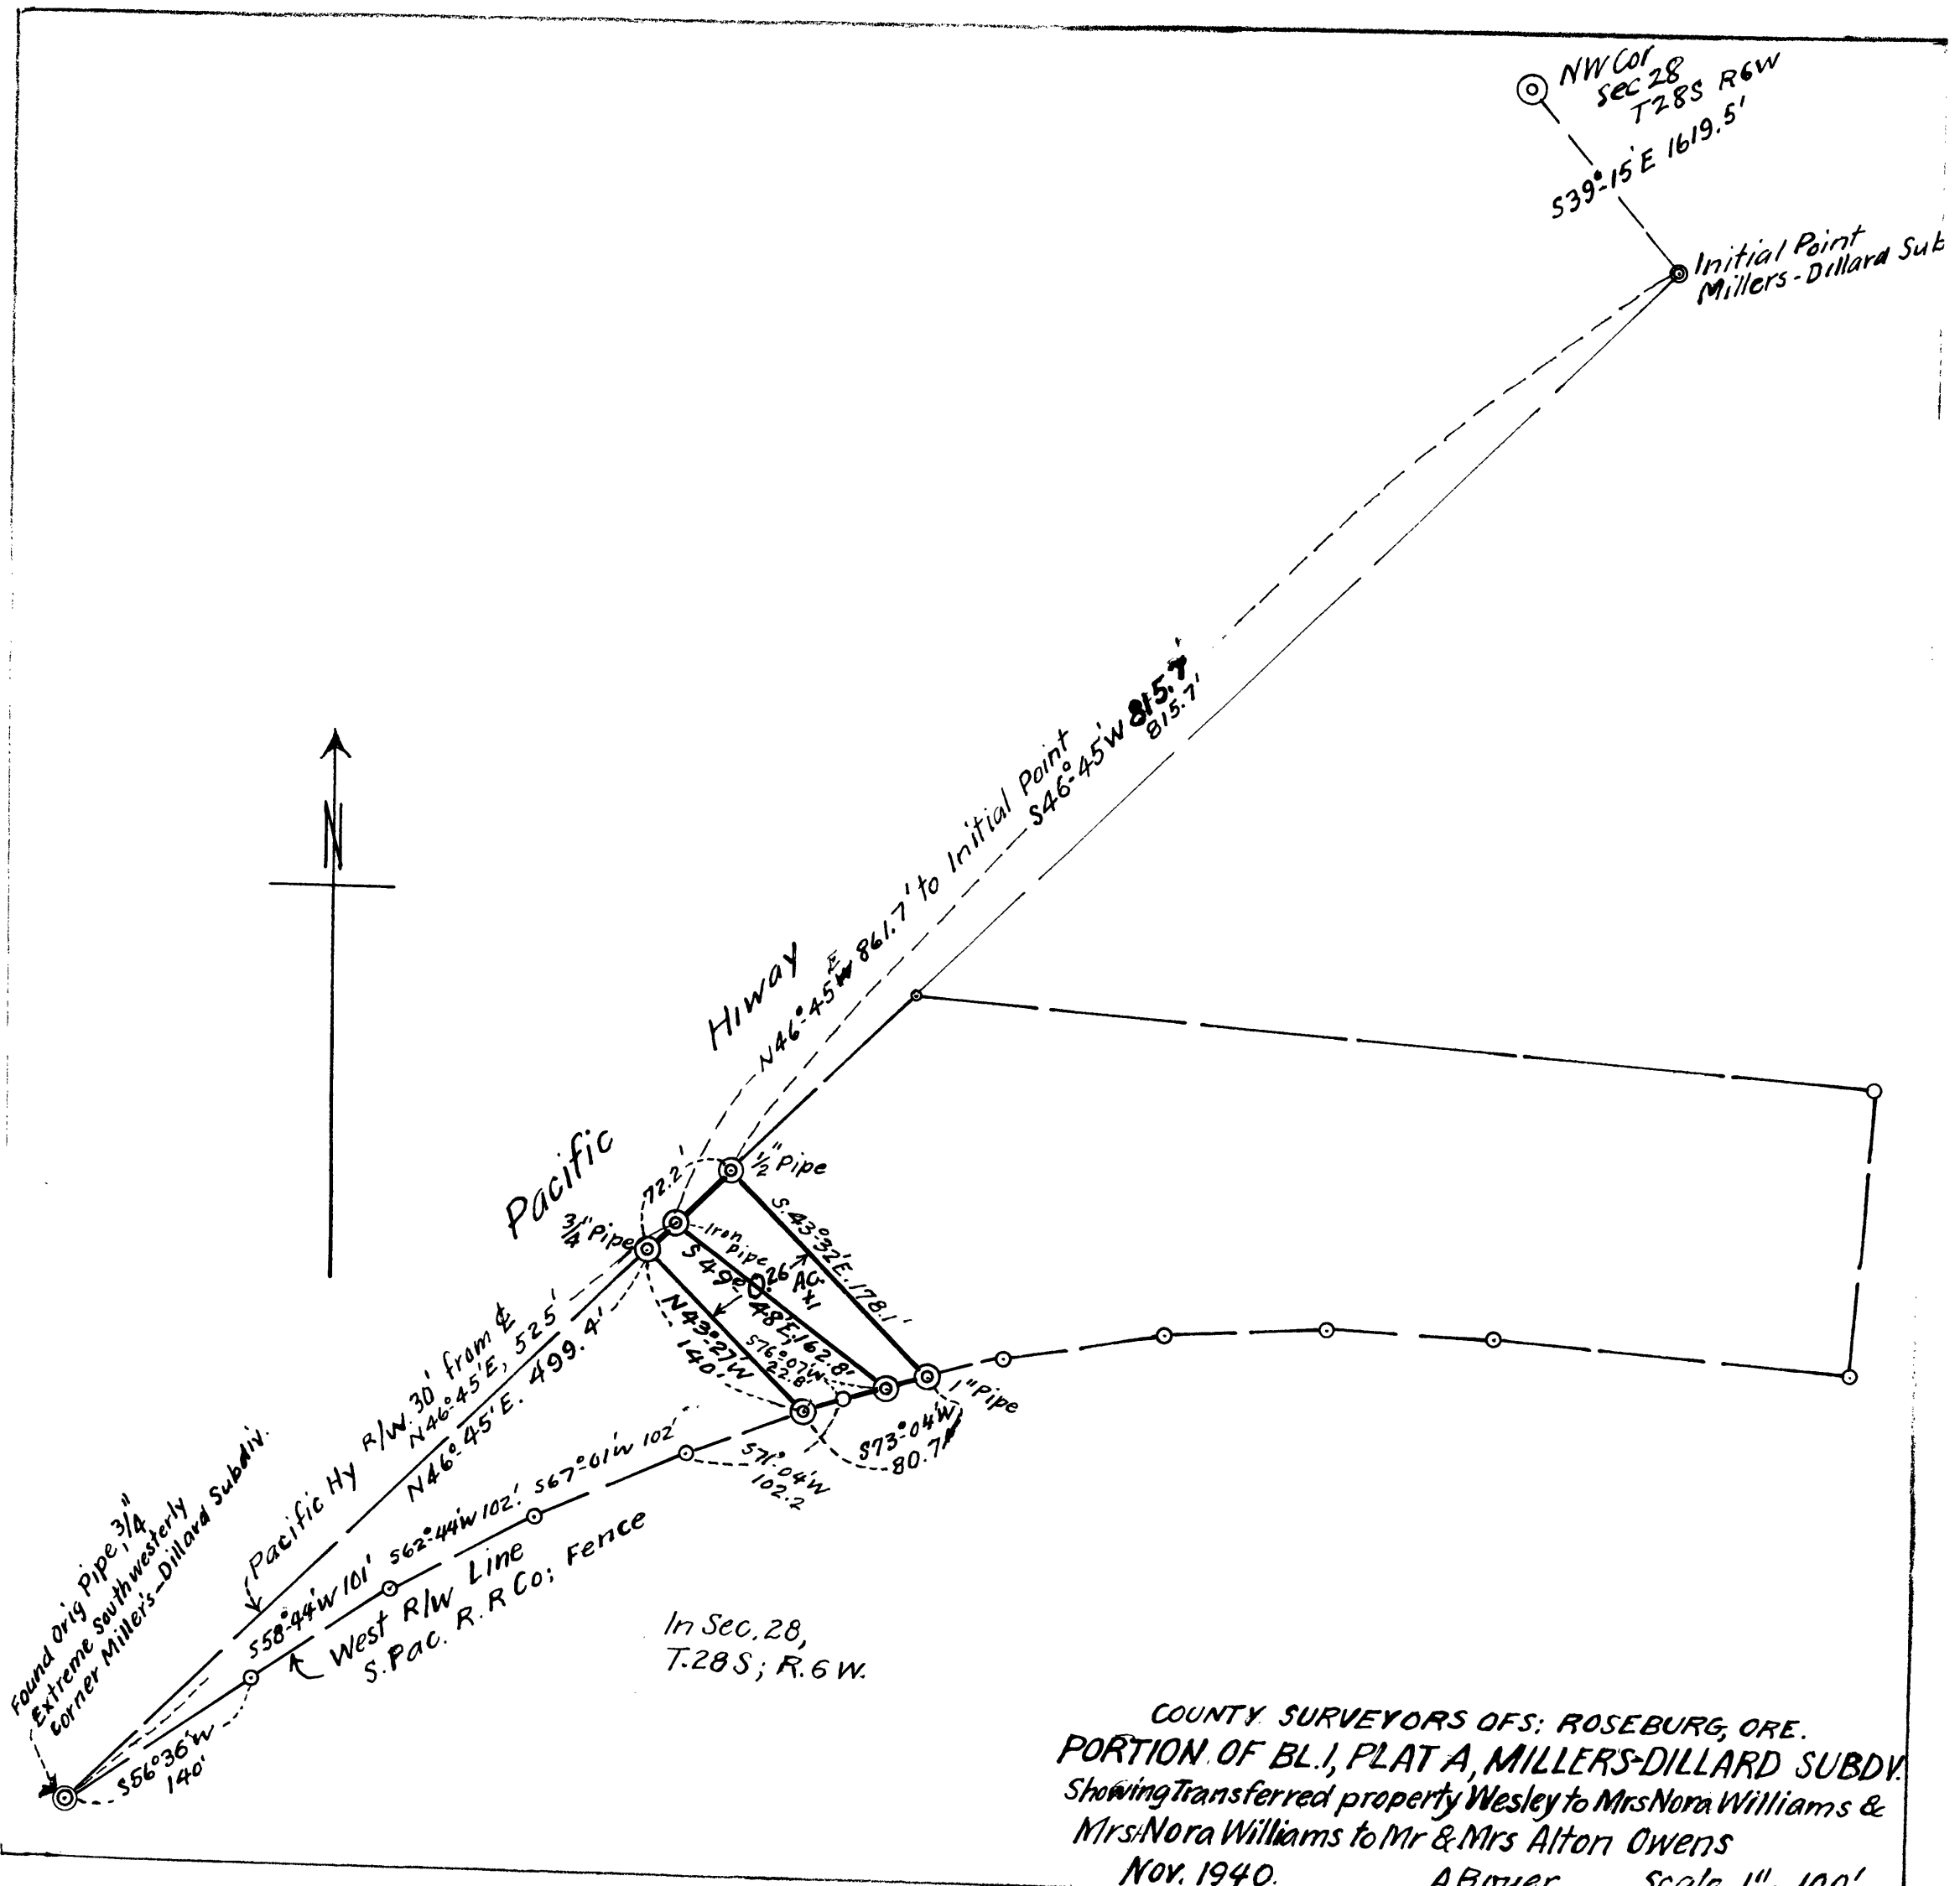 NW Cor
Sec 28
T28S R6W
S39°-15'E 1619.5'
Initial Point
Millers-Dillard Sub
S46°-45'W 815.7'
815.7'
N46°-45'E 861.7' to Initial Point
N
Hiway
Pacific
72.2'
1/2" Pipe
3/4" Pipe
Iron
pipe
S.43°-32'E.178.1'
0.26 AC.
S 49°-48'E,162.8'
N43°-27'W
140.'
S76°-07'W
22.8'
1" Pipe
S73°-04'W
80.7'
S71°-04'W
102.2
Pacific Hy R/W. 30' from ℄
N46°-45'E, 525'
N46°-45'E. 499.4'
S67°-01'W 102'
S62°-44'W 102'
S58°-44'W 101'
West R/W Line
S. Pac. R. R Co; Fence
Found Orig Pipe, 3/4"
Extreme Southwesterly
corner Miller's-Dillard Subdiv.
S56°36'W
140'
In Sec. 28,
T.28 S; R. 6 W.
COUNTY SURVEYORS OFS: ROSEBURG, ORE.
PORTION OF BL.1, PLAT A, MILLERS-DILLARD SUBDV.
Showing Transferred property Wesley to Mrs Nora Williams &
Mrs Nora Williams to Mr & Mrs Alton Owens
Nov. 1940. Scale 1"= 100'